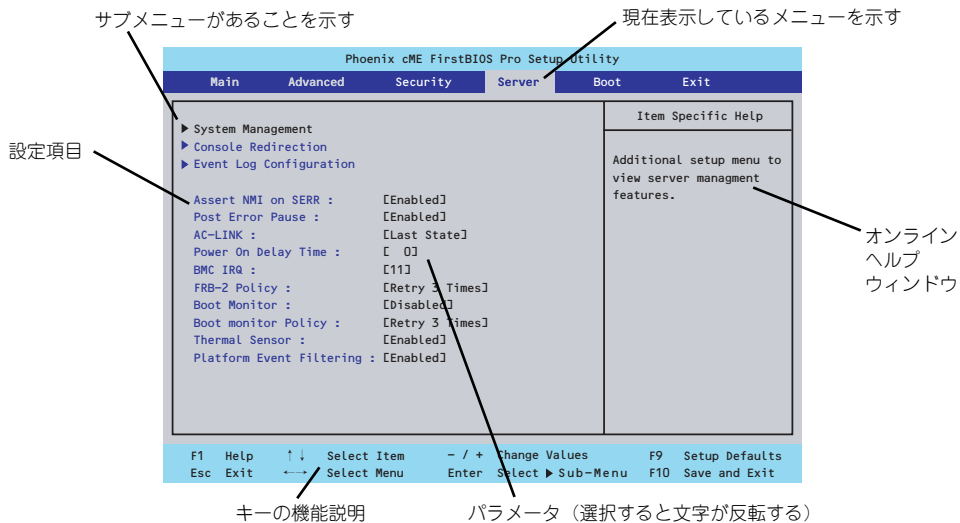 サブメニューがあることを示す
現在表示しているメニューを示す
Phoenix cME FirstBIOS Pro Setup Utility
Main Advanced Security Server Boot Exit
Item Specific Help
▶ System Management
▶ Console Redirection
▶ Event Log Configuration
設定項目
Additional setup menu to
view server managment
features.
Assert NMI on SERR : [Enabled]
Post Error Pause : [Enabled]
AC-LINK : [Last State]
Power On Delay Time : [ 0]
BMC IRQ : [11]
FRB-2 Policy : [Retry 3 Times]
Boot Monitor : [Disabled]
Boot monitor Policy : [Retry 3 Times]
Thermal Sensor : [Enabled]
Platform Event Filtering : [Enabled]
オンライン
ヘルプ
ウィンドウ
F1 Help ↑↓ Select Item - / + Change Values F9 Setup Defaults
Esc Exit ←→ Select Menu Enter Select ▶ Sub-Menu F10 Save and Exit
キーの機能説明
パラメータ（選択すると文字が反転する）